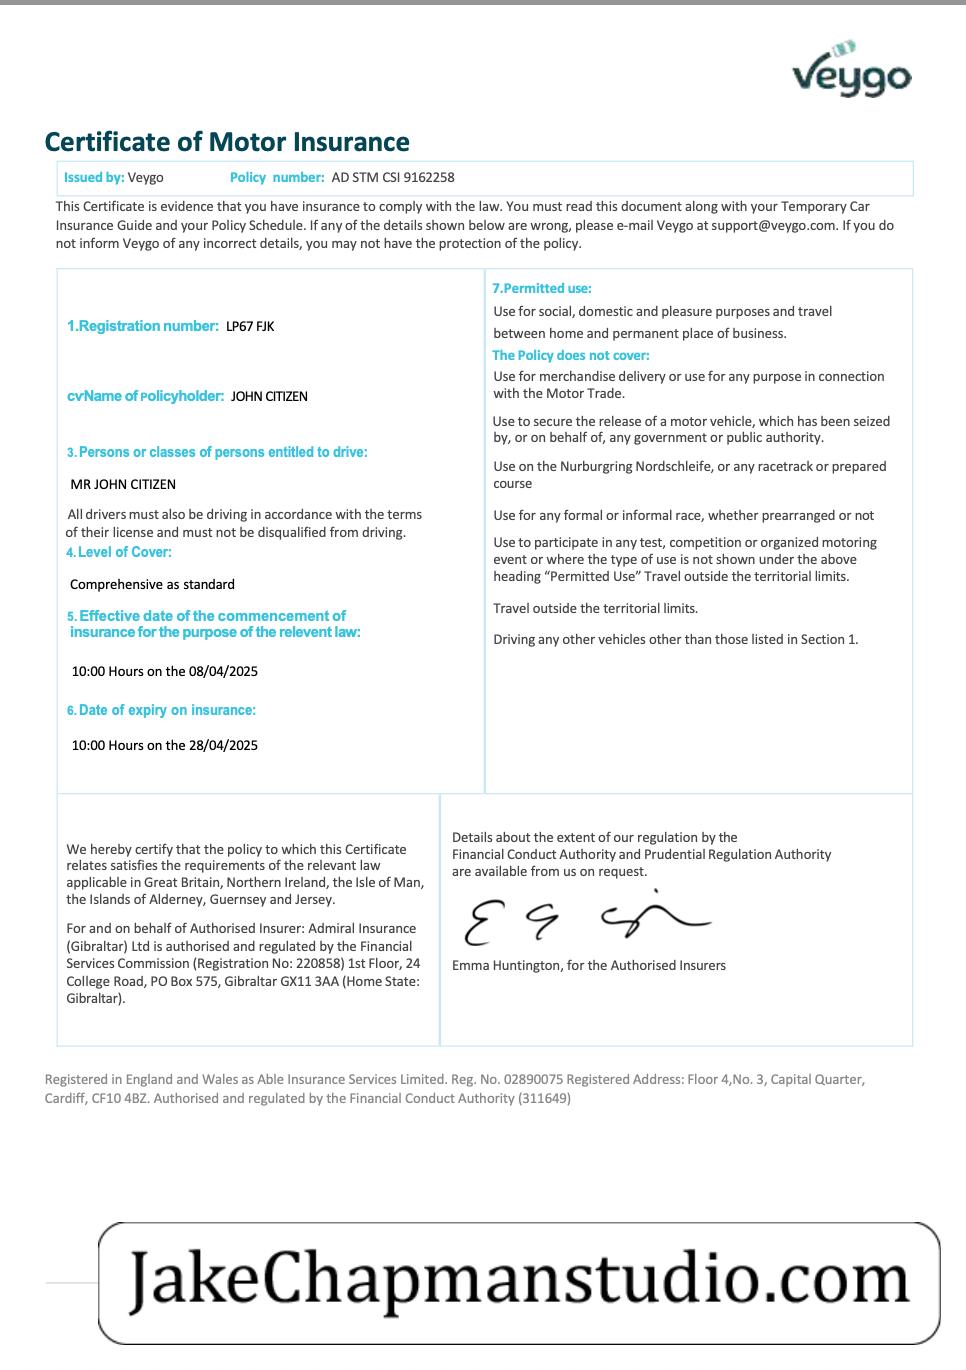 veygo
Certificate of Motor Insurance
Issued by: Veygo Policy number: AD STM CSI 9162258
This Certificate is evidence that you have insurance to comply with the law. You must read this document along with your Temporary Car
Insurance Guide and your Policy Schedule. If any of the details shown below are wrong, please e-mail Veygo at support@veygo.com. If you do
not inform Veygo of any incorrect details, you may not have the protection of the policy.
1.Registration number: LP67 FJK
cvName of Policyholder: JOHN CITIZEN
3. Persons or classes of persons entitled to drive:
MR JOHN CITIZEN
All drivers must also be driving in accordance with the terms
of their license and must not be disqualified from driving.
4. Level of Cover:
Comprehensive as standard
5. Effective date of the commencement of
insurance for the purpose of the relevent law:
10:00 Hours on the 08/04/2025
6. Date of expiry on insurance:
10:00 Hours on the 28/04/2025
7.Permitted use:
Use for social, domestic and pleasure purposes and travel
between home and permanent place of business.
The Policy does not cover:
Use for merchandise delivery or use for any purpose in connection
with the Motor Trade.
Use to secure the release of a motor vehicle, which has been seized
by, or on behalf of, any government or public authority.
Use on the Nurburgring Nordschleife, or any racetrack or prepared
course
Use for any formal or informal race, whether prearranged or not
Use to participate in any test, competition or organized motoring
event or where the type of use is not shown under the above
heading “Permitted Use” Travel outside the territorial limits.
Travel outside the territorial limits.
Driving any other vehicles other than those listed in Section 1.
We hereby certify that the policy to which this Certificate
relates satisfies the requirements of the relevant law
applicable in Great Britain, Northern Ireland, the Isle of Man,
the Islands of Alderney, Guernsey and Jersey.
For and on behalf of Authorised Insurer: Admiral Insurance
(Gibraltar) Ltd is authorised and regulated by the Financial
Services Commission (Registration No: 220858) 1st Floor, 24
College Road, PO Box 575, Gibraltar GX11 3AA (Home State:
Gibraltar).
Details about the extent of our regulation by the
Financial Conduct Authority and Prudential Regulation Authority
are available from us on request.
Emma Huntington, for the Authorised Insurers
Registered in England and Wales as Able Insurance Services Limited. Reg. No. 02890075 Registered Address: Floor 4,No. 3, Capital Quarter,
Cardiff, CF10 4BZ. Authorised and regulated by the Financial Conduct Authority (311649)
JakeChapmanstudio.com